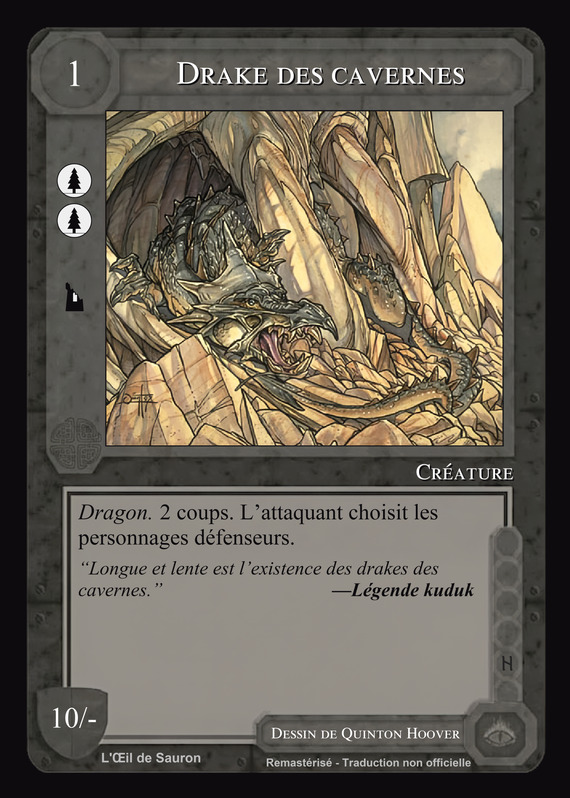 1
Drake des cavernes
Créature
Dragon. 2 coups. L’attaquant choisit les
personnages défenseurs.
“Longue et lente est l’existence des drakes des
cavernes.” —Légende kuduk
10/-
Dessin de Quinton Hoover
L'Œil de Sauron
Remastérisé - Traduction non officielle